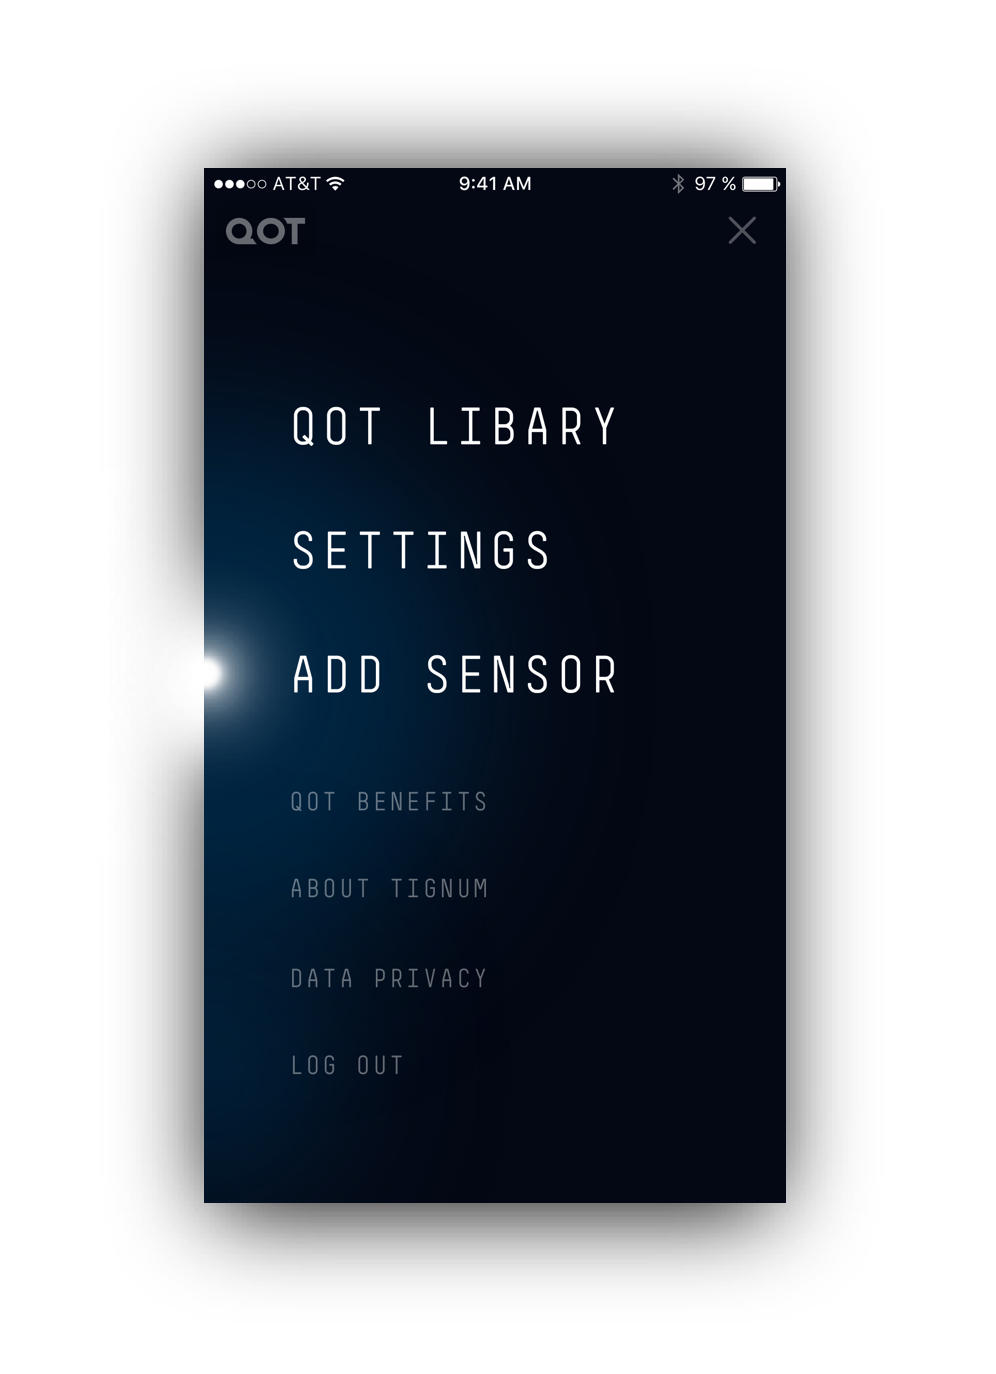 AT&T 9:41 AM 97 %
QOT
QOT LIBARY
SETTINGS
ADD SENSOR
QOT BENEFITS
ABOUT TIGNUM
DATA PRIVACY
LOG OUT